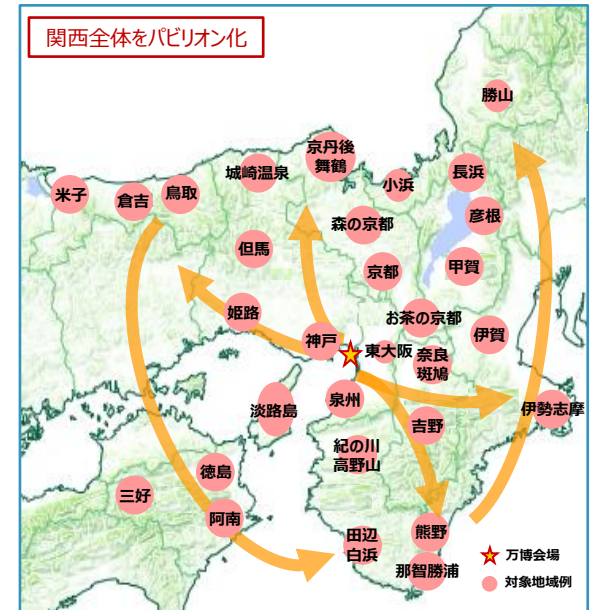 関西全体をパビリオン化
勝山
京丹後
舞鶴
城崎温泉
小浜
長浜
米子
倉吉
鳥取
森の京都
彦根
但馬
京都
甲賀
姫路
お茶の京都
伊賀
神戸
東大阪
奈良
斑鳩
淡路島
泉州
吉野
伊勢志摩
紀の川
高野山
徳島
三好
阿南
田辺
白浜
熊野
那智勝浦
万博会場
対象地域例